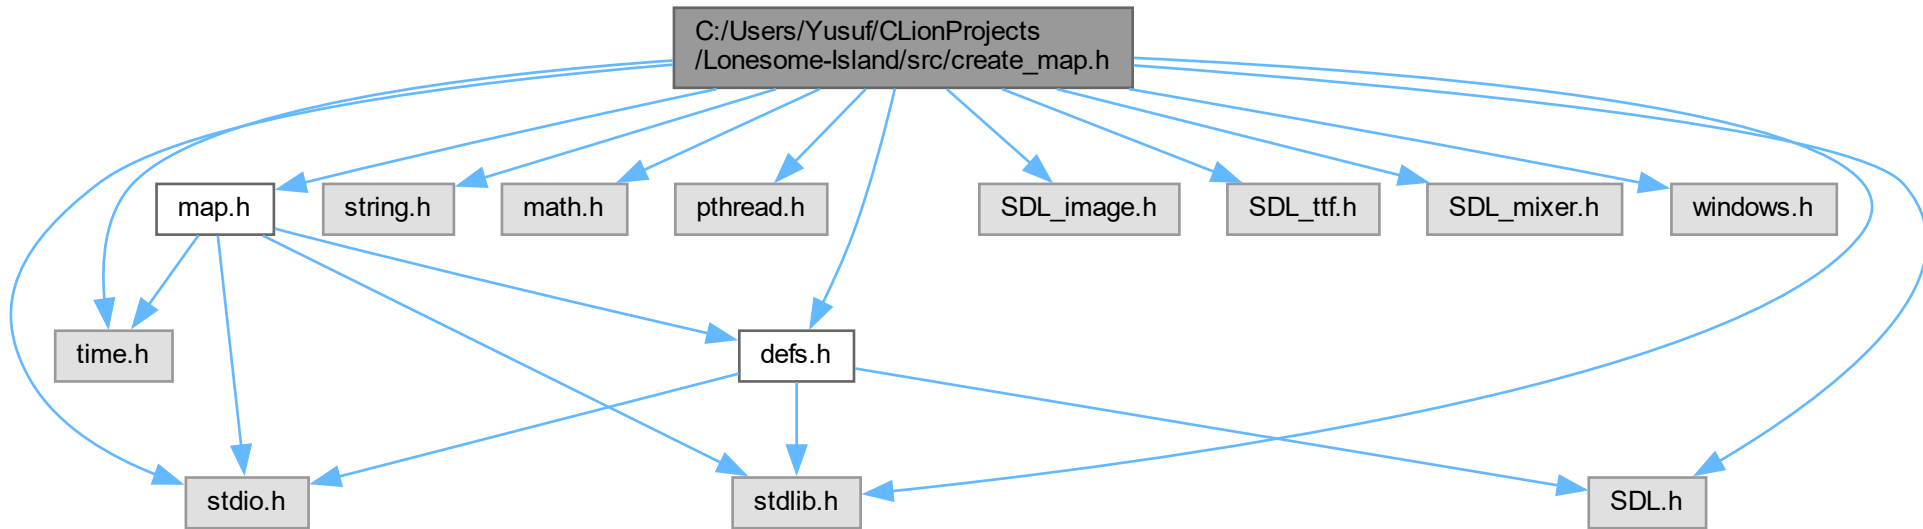 C:/Users/Yusuf/CLionProjects
/Lonesome-Island/src/create_map.h
map.h
string.h
math.h
pthread.h
SDL_image.h
SDL_ttf.h
SDL_mixer.h
windows.h
time.h
defs.h
stdio.h
stdlib.h
SDL.h